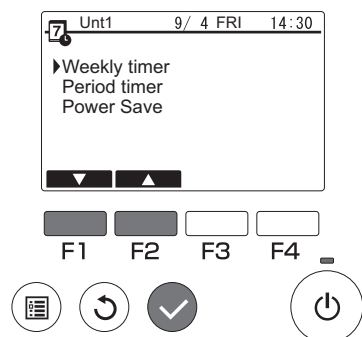 7 Unt1 9/ 4 FRI 14:30
Weekly timer
Period timer
Power Save
F1 F2 F3 F4